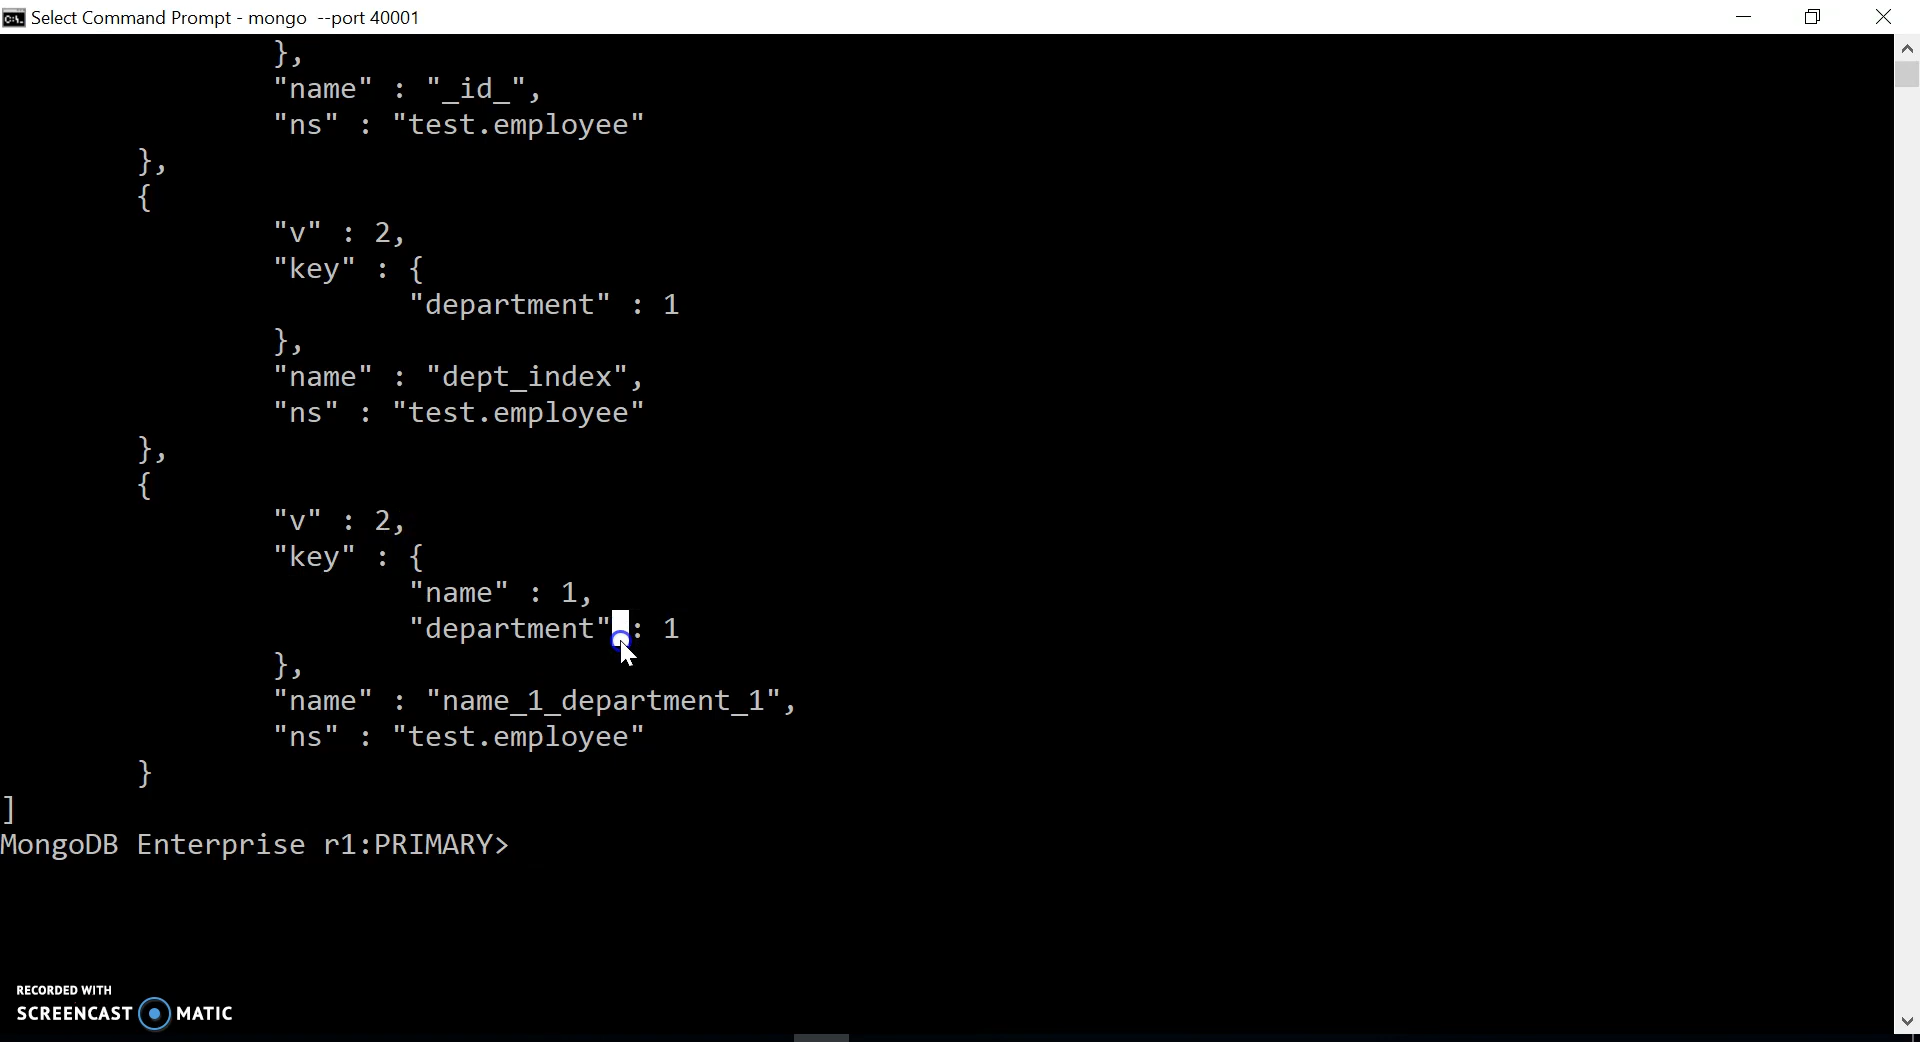 Select Command Prompt - mongo  --port 40001
},
"name" : "_id_",
"ns" : "test.employee"
},
{
"v" : 2,
"key" : {
"department" : 1
},
"name" : "dept_index",
"ns" : "test.employee"
},
{
"v" : 2,
"key" : {
"name" : 1,
"department" : 1
},
"name" : "name_1_department_1",
"ns" : "test.employee"
}
]
MongoDB Enterprise r1:PRIMARY>
RECORDED WITH
SCREENCAST MATIC